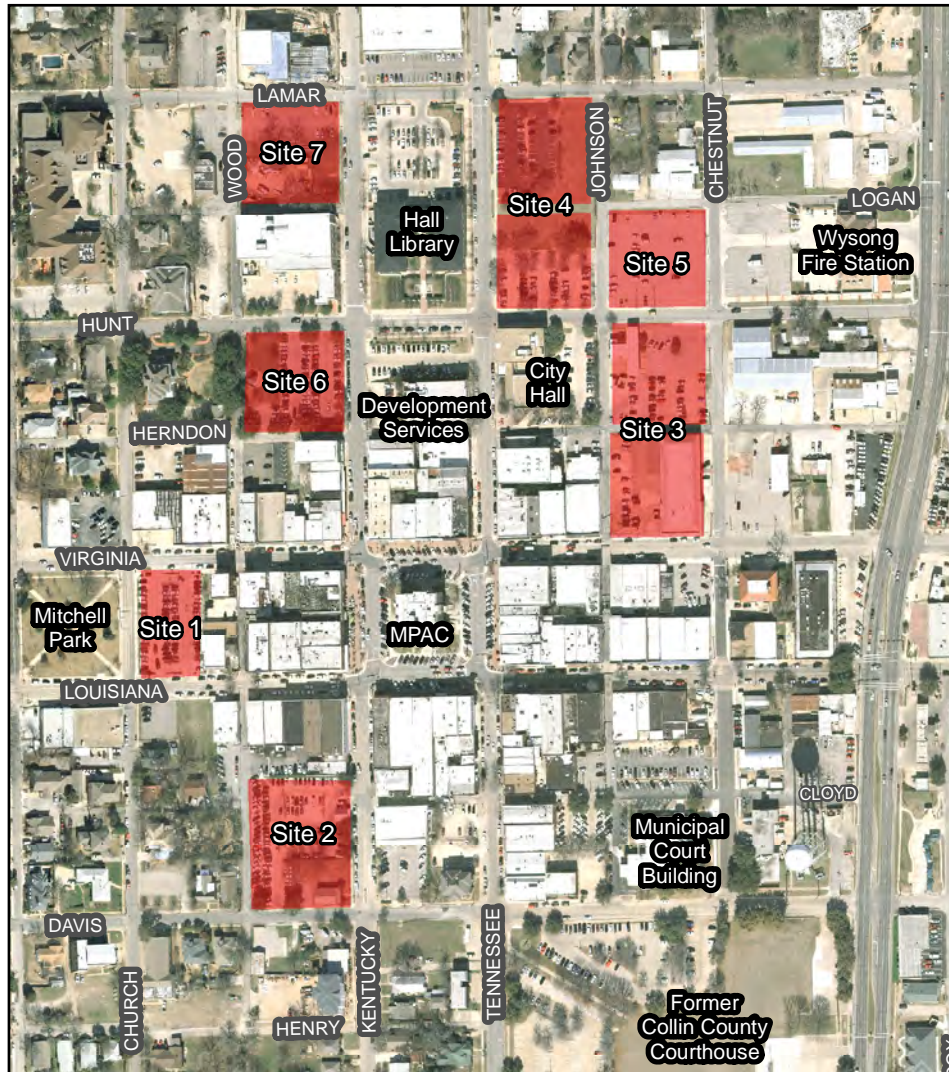 LAMAR
WOOD
Site 7
JOHNSON
CHESTNUT
Site 4
LOGAN
Hall
Library
Site 5
Wysong
Fire Station
HUNT
Site 6
City
Hall
Development
Services
HERNDON
Site 3
VIRGINIA
Mitchell
Park
Site 1
MPAC
LOUISIANA
CLOYD
Site 2
Municipal
Court
Building
DAVIS
CHURCH
HENRY
KENTUCKY
TENNESSEE
Former
Collin County
Courthouse